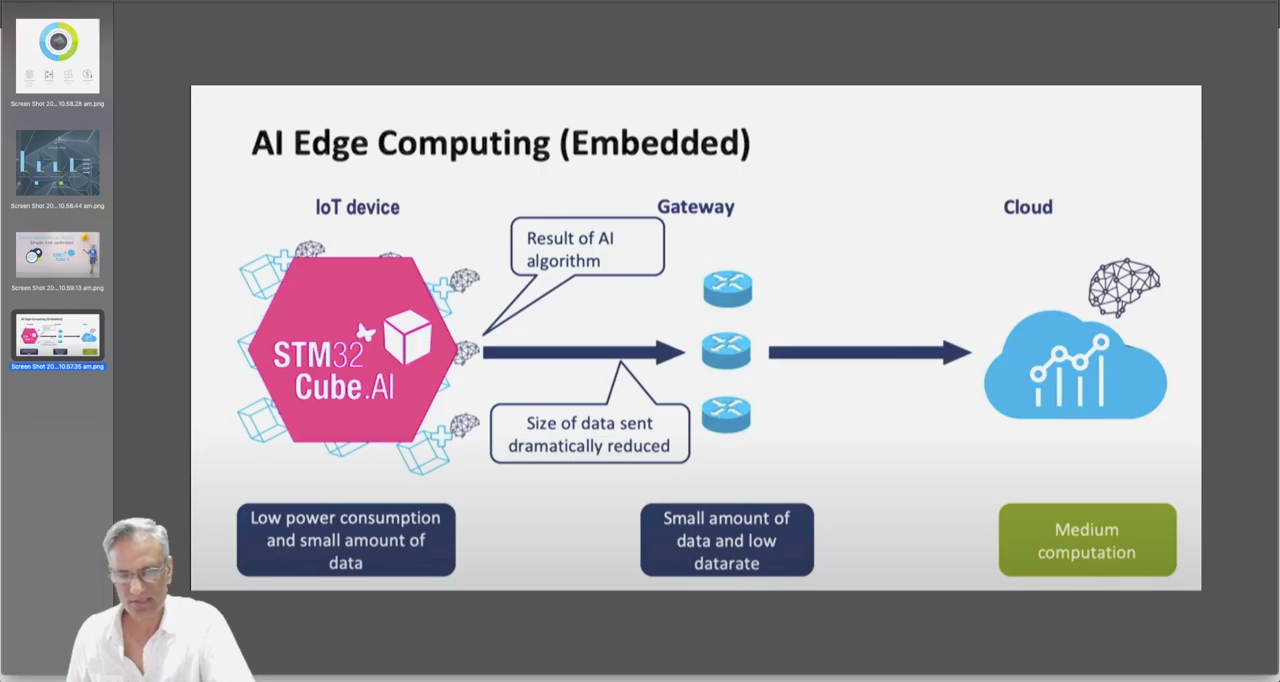 Screen Shot 20...10.58.28 am.png
Screen Shot 20...10.58.44 am.png
Screen Shot 20...10.59.13 am.png
Screen Shot 20...10.57.35 am.png
AI Edge Computing (Embedded)
IoT device
Gateway
Cloud
Result of AI
algorithm
STM32
Cube.AI
Size of data sent
dramatically reduced
Low power consumption
and small amount of
data
Small amount of
data and low
datarate
Medium
computation